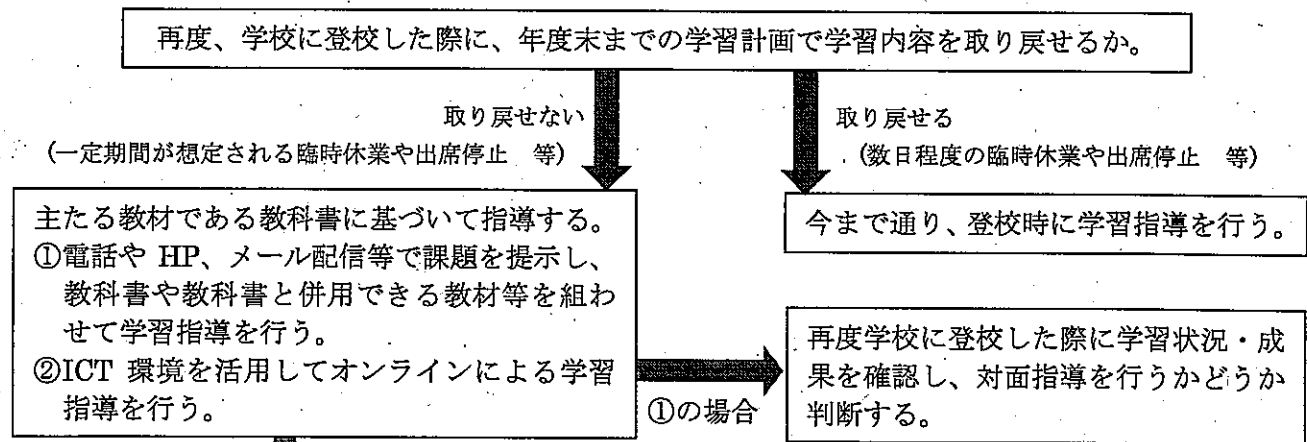 再度、学校に登校した際に、年度末までの学習計画で学習内容を取り戻せるか。
取り戻せない
(一定期間が想定される臨時休業や出席停止 等)
取り戻せる
(数日程度の臨時休業や出席停止 等)
主たる教材である教科書に基づいて指導する。
①電話や HP、メール配信等で課題を提示し、
教科書や教科書と併用できる教材等を組わ
せて学習指導を行う。
②ICT 環境を活用してオンラインによる学習
指導を行う。
今まで通り、登校時に学習指導を行う。
①の場合
再度学校に登校した際に学習状況・成
果を確認し、対面指導を行うかどうか
判断する。